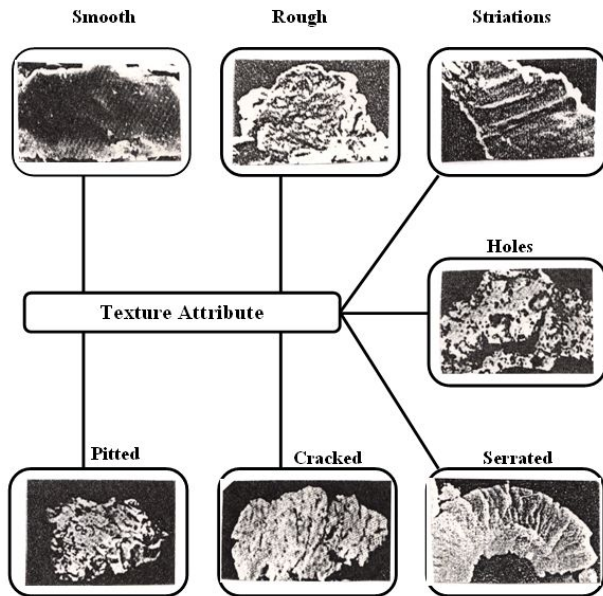 Smooth
Rough
Striations
Holes
Texture Attribute
Pitted
Cracked
Serrated